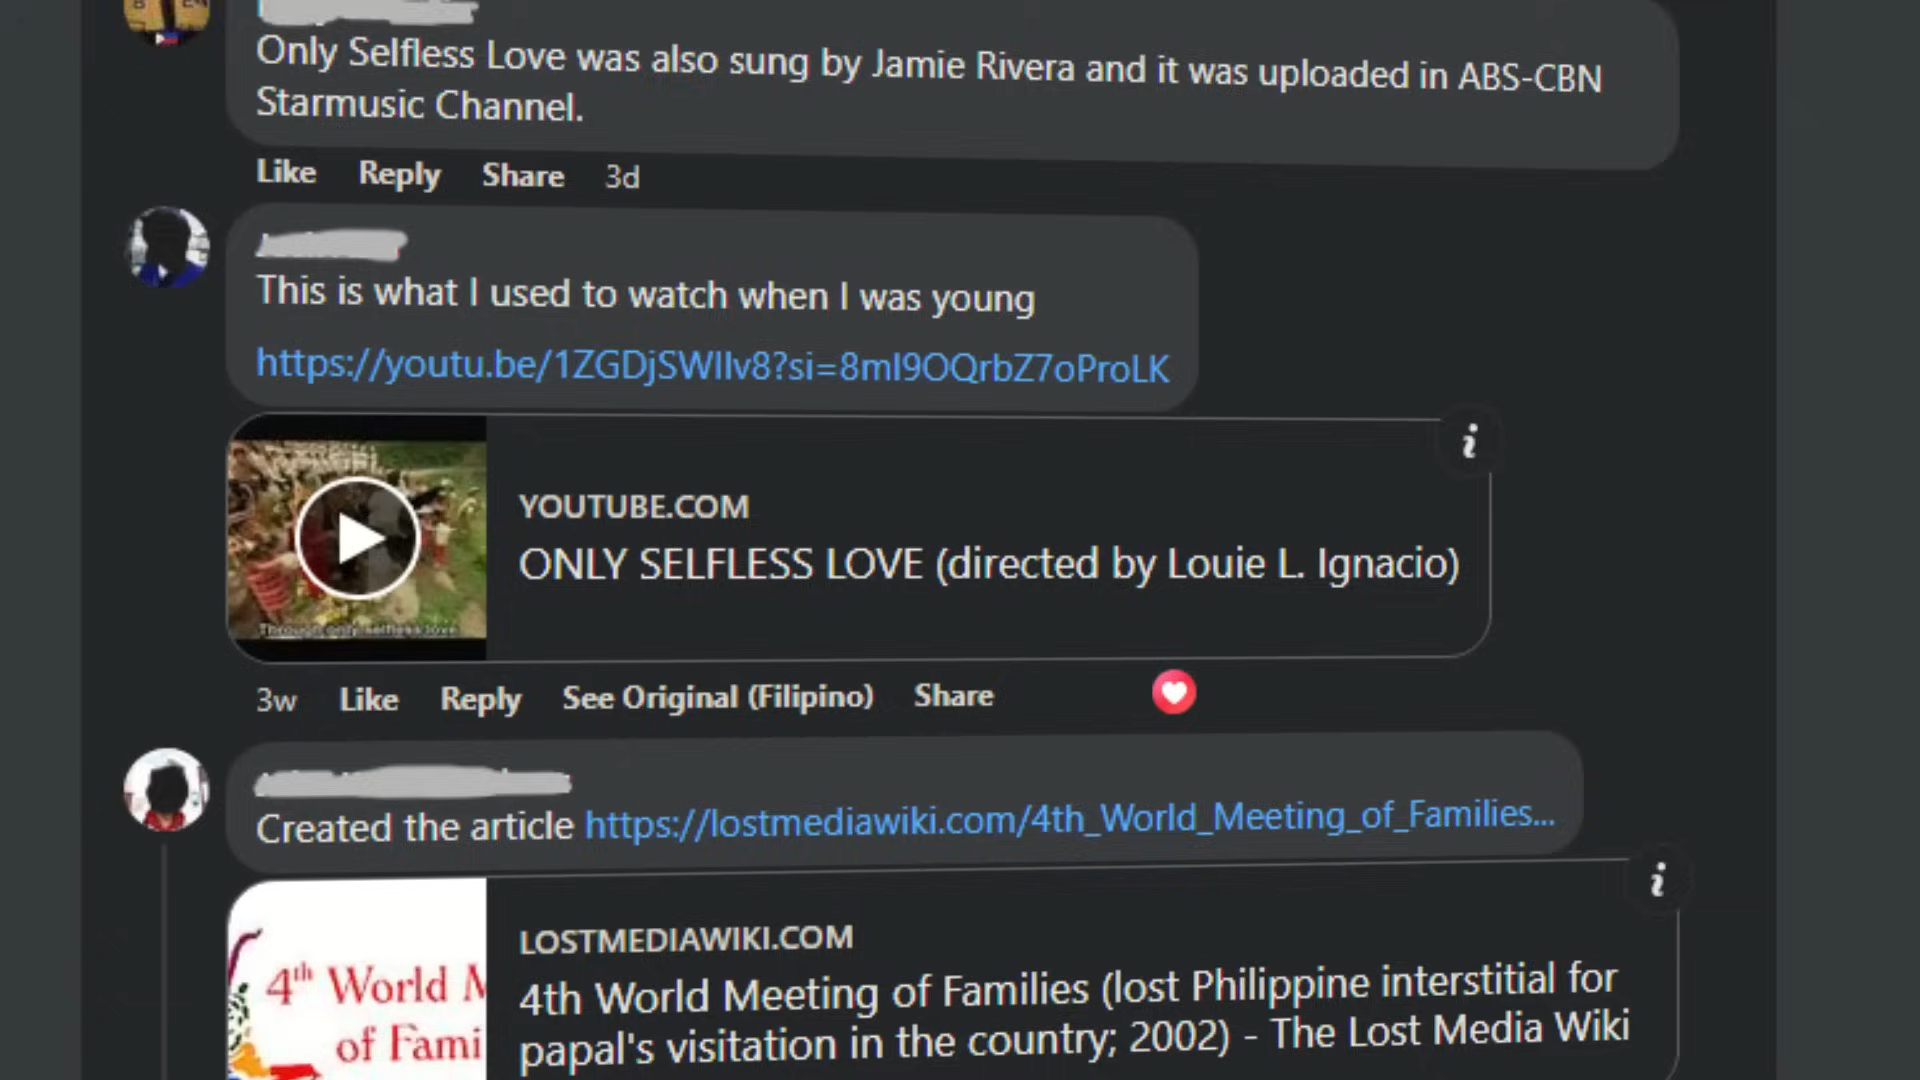 Only Selfless Love was also sung by Jamie Rivera and it was uploaded in ABS-CBN
Starmusic Channel.
Like Reply Share 3d
This is what I used to watch when I was young
https://youtu.be/1ZGDjSWIlv8?si=8mI9OQrbZ7oProLK
YOUTUBE.COM
ONLY SELFLESS LOVE (directed by Louie L. Ignacio)
Through only selfless love
3w Like Reply See Original (Filipino) Share
Created the article https://lostmediawiki.com/4th_World_Meeting_of_Families...
4th World M
of Fami
LOSTMEDIAWIKI.COM
4th World Meeting of Families (lost Philippine interstitial for
papal's visitation in the country; 2002) - The Lost Media Wiki